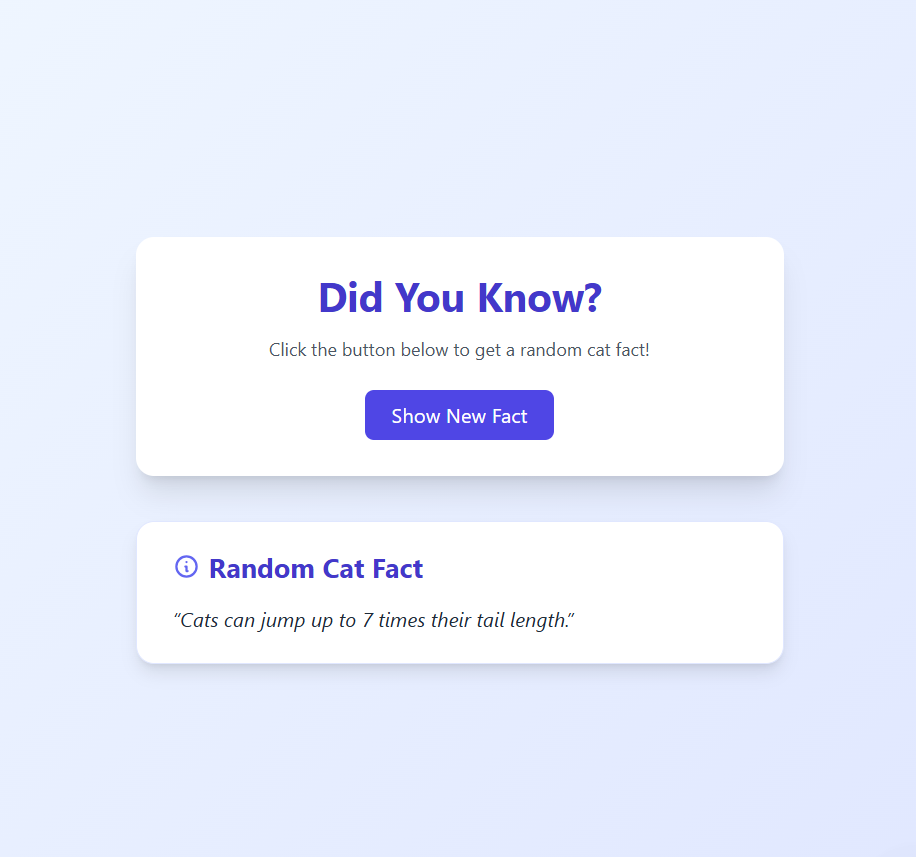 Did You Know?
Click the button below to get a random cat fact!
Show New Fact
Random Cat Fact
“Cats can jump up to 7 times their tail length.”